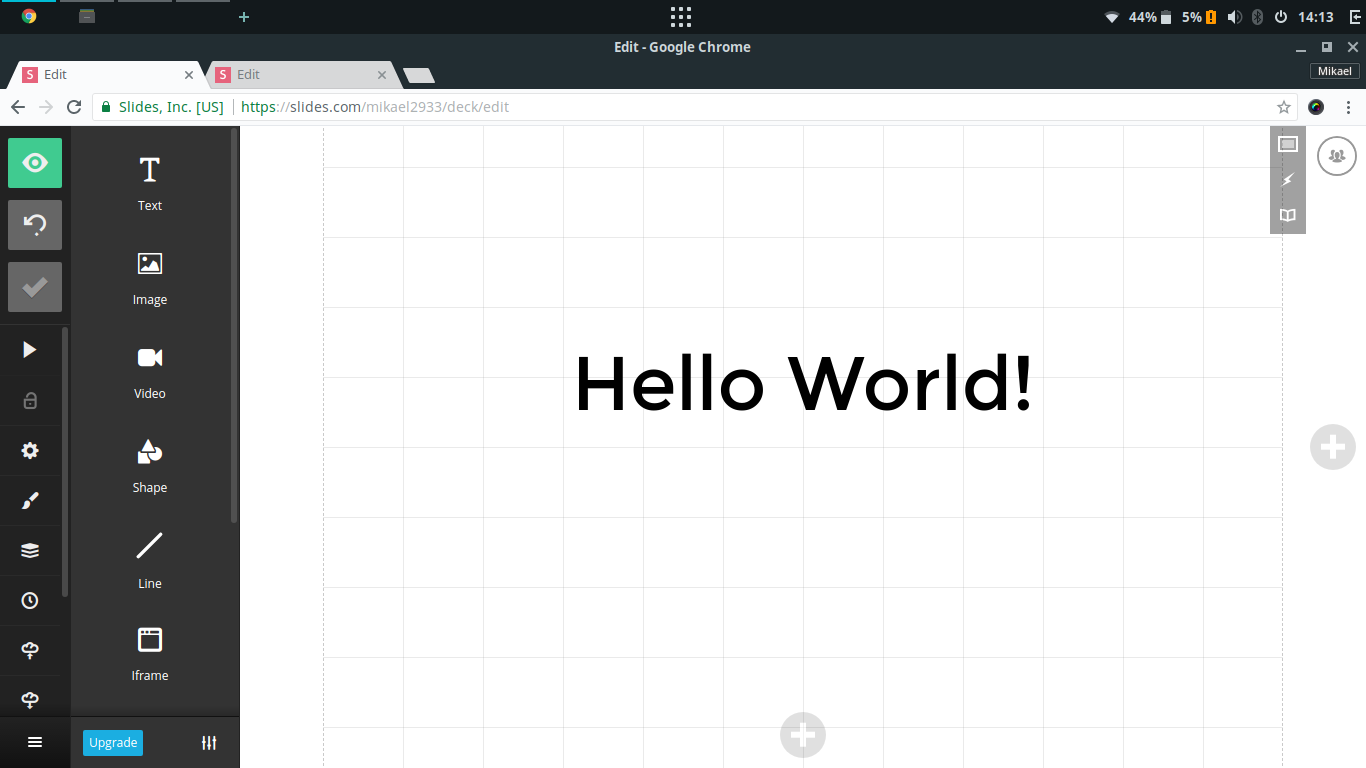 44% 5% 14:13
Edit - Google Chrome
S Edit S Edit Mikael
Slides, Inc. [US] https://slides.com/mikael2933/deck/edit
Text
Image
Video
Shape
Line
Iframe
Upgrade
Hello World!